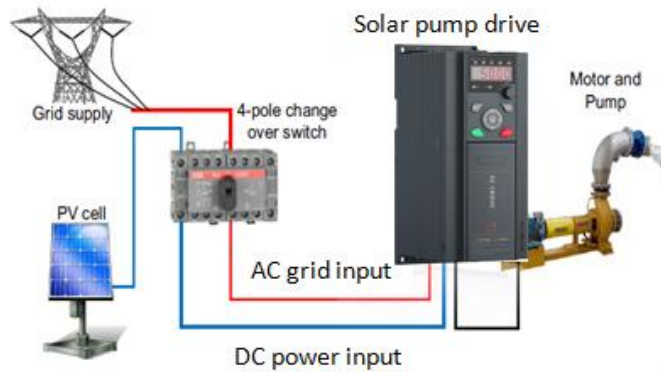 Solar pump drive
Grid supply
4-pole change
over switch
Motor and
Pump
PV cell
AC grid input
DC power input